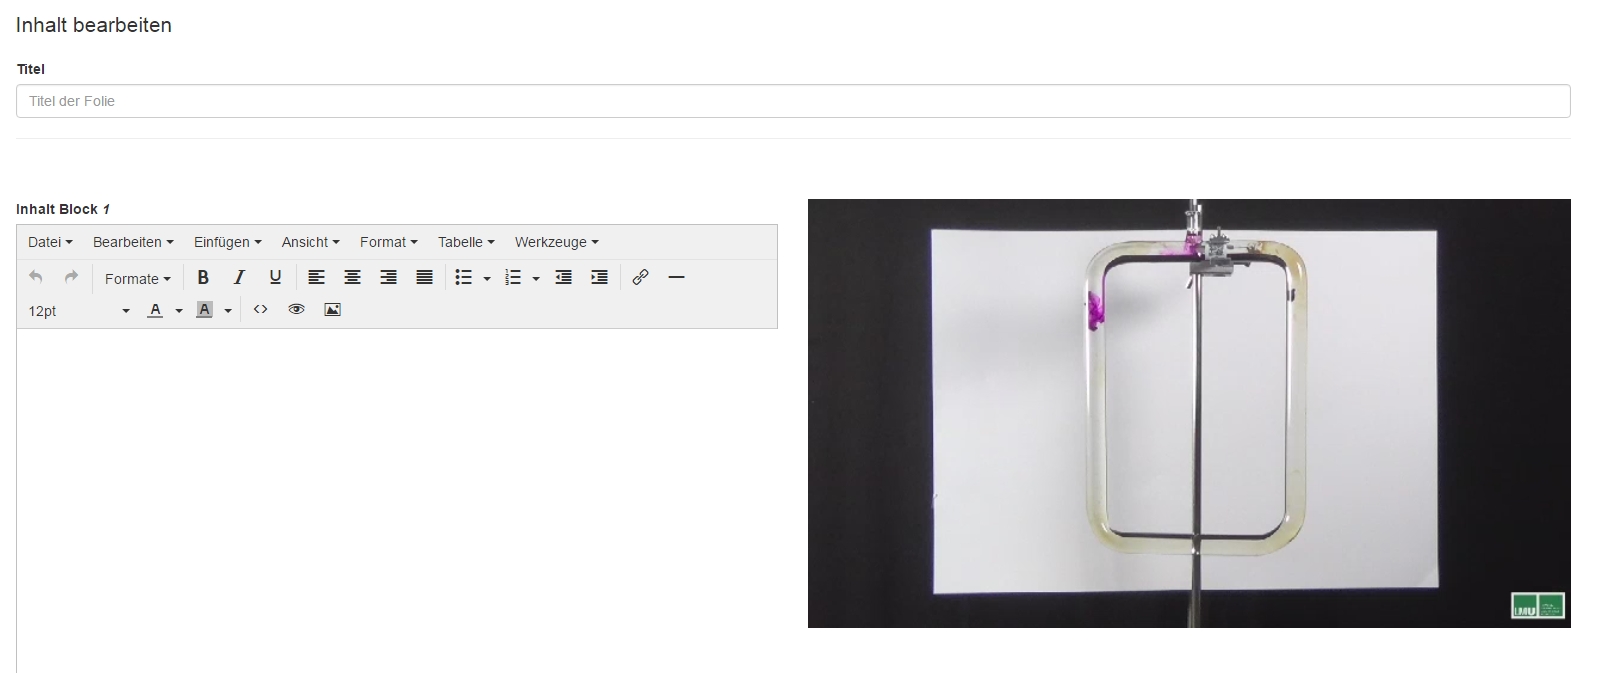 Inhalt bearbeiten
Titel
Titel der Folie
Inhalt Block 1
Datei Bearbeiten Einfügen Ansicht Format Tabelle Werkzeuge
Formate B I U
12pt A A
LMU